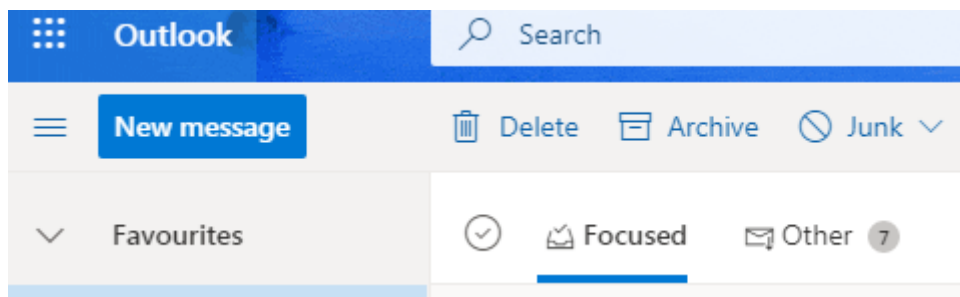 Outlook Search
New message Delete Archive Junk
Favourites Focused Other 7